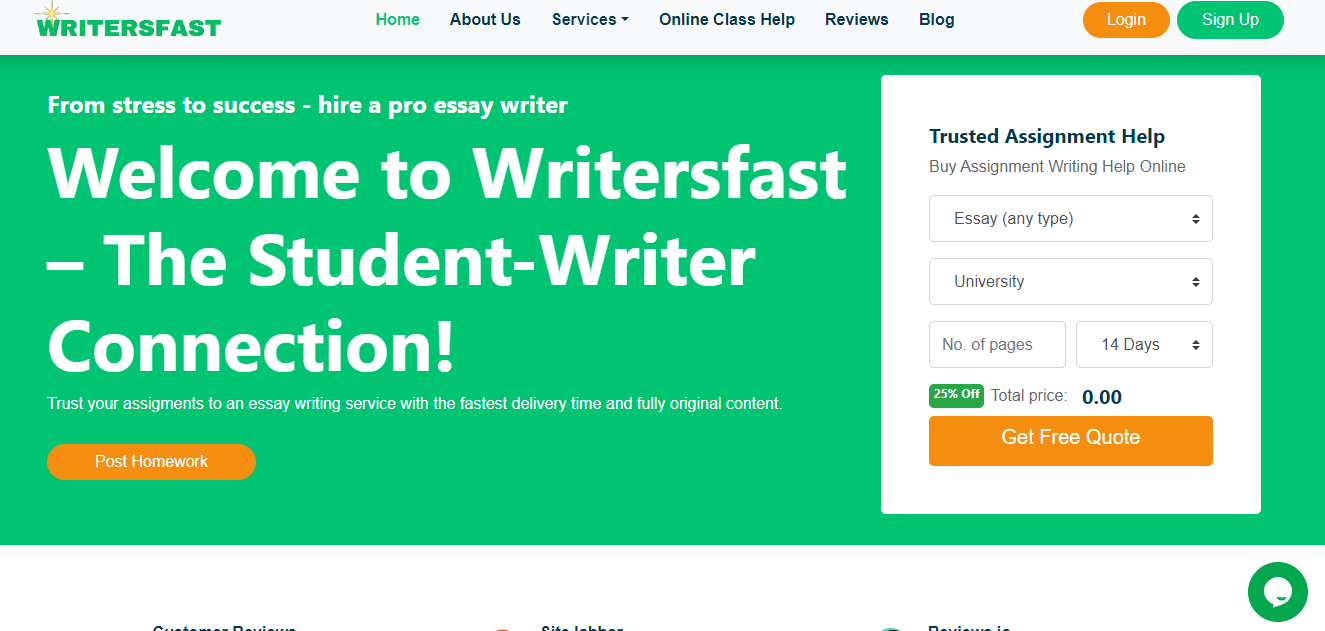 WRITERSFAST
Home About Us Services Online Class Help Reviews Blog Login Sign Up
From stress to success - hire a pro essay writer
Welcome to Writersfast
– The Student-Writer
Connection!
Trust your assigments to an essay writing service with the fastest delivery time and fully original content.
Post Homework
Trusted Assignment Help
Buy Assignment Writing Help Online
Essay (any type)
University
No. of pages 14 Days
25% Off Total price: 0.00
Get Free Quote
Customer Reviews SiteJabber Reviews.io